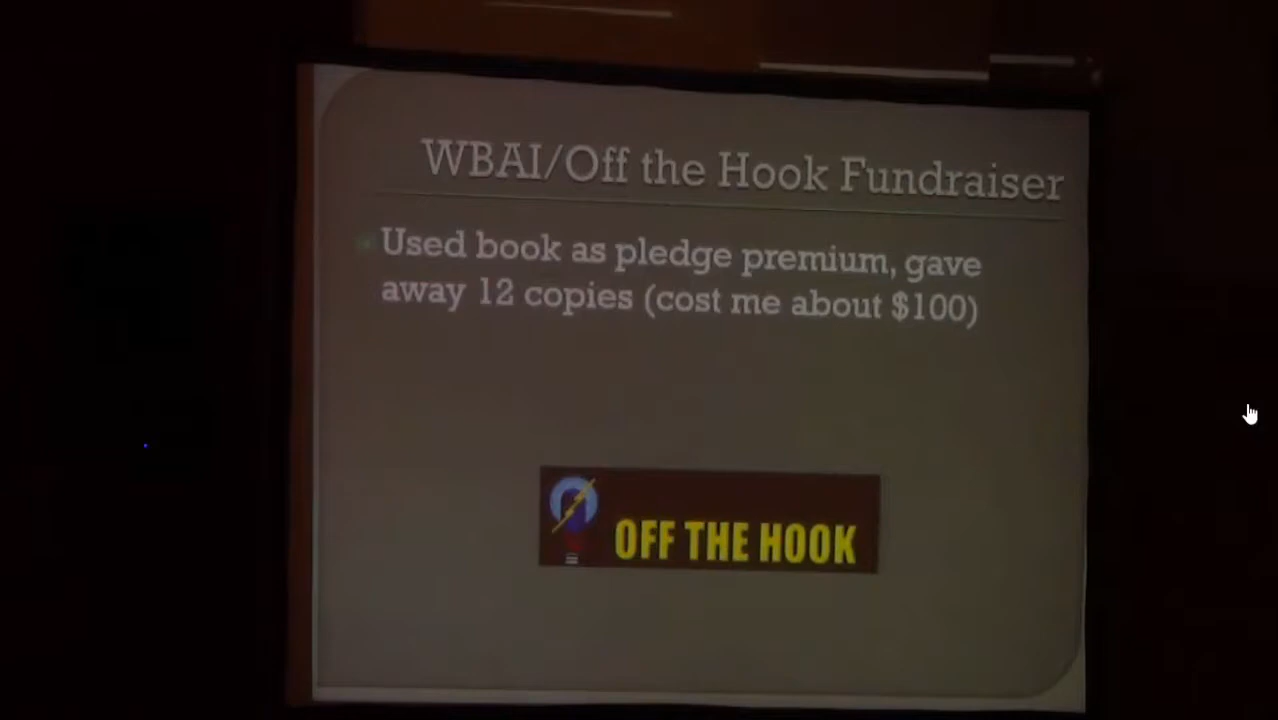 WBAI/Off the Hook Fundraiser
Used book as pledge premium, gave
away 12 copies (cost me about $100)
OFF THE HOOK